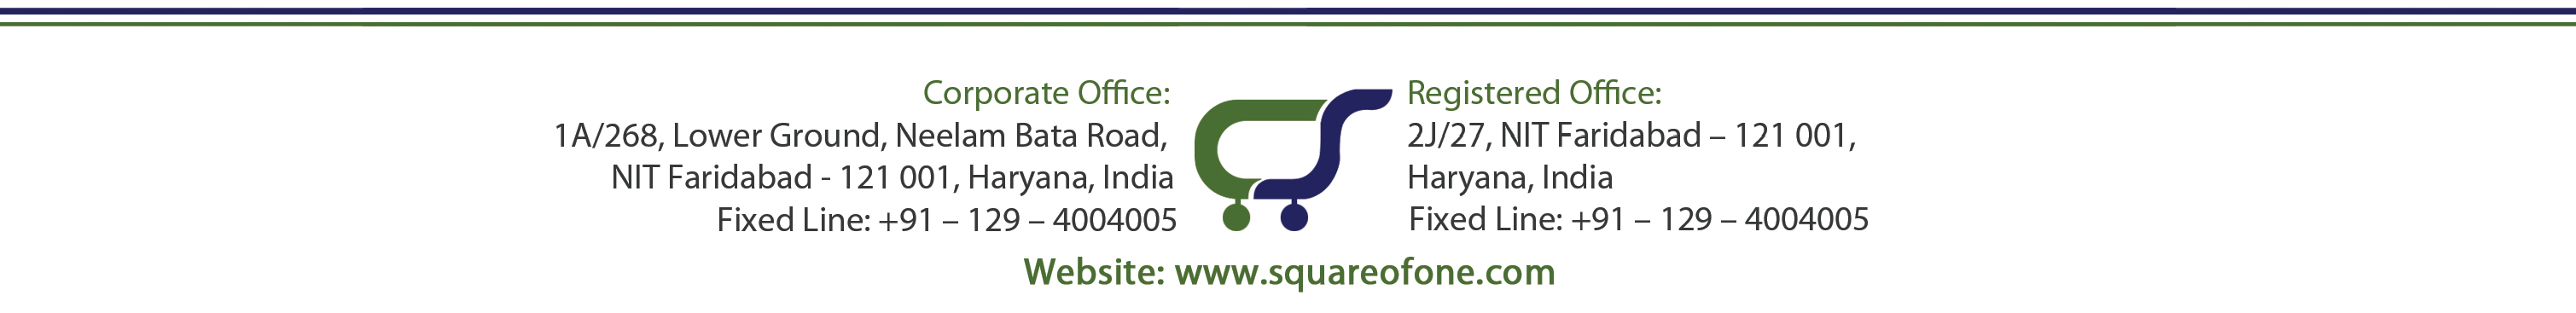 Corporate Office:
1A/268, Lower Ground, Neelam Bata Road,
NIT Faridabad - 121 001, Haryana, India
Fixed Line: +91 – 129 – 4004005
Registered Office:
2J/27, NIT Faridabad – 121 001,
Haryana, India
Fixed Line: +91 – 129 – 4004005
Website: www.squareofone.com